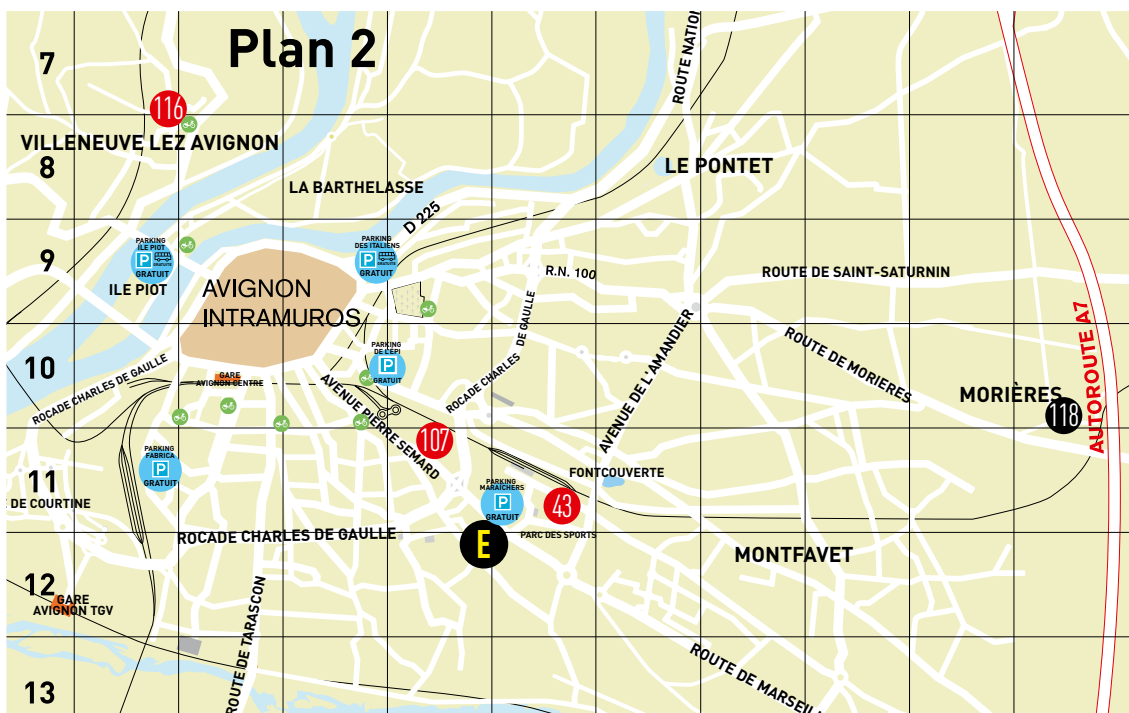 Plan 2
7
ROUTE NATION
116
VILLENEUVE LEZ AVIGNON
8
LE PONTET
LA BARTHELASSE
D 225
PARKING
ILE PIOT
P
GRATUIT
PARKING
DES ITALIENS
P
GRATUIT
9
R.N. 100
ROUTE DE SAINT-SATURNIN
ILE PIOT
AVIGNON
INTRAMUROS
ROCADE CHARLES DE GAULLE
AVENUE DE L'AMANDIER
ROUTE DE MORIERES
AUTOROUTE A7
10
PARKING
DE L'EPI
P
GRATUIT
GARE
AVIGNON CENTRE
ROCADE CHARLES DE GAULLE
AVENUE PIERRE SEMARD
MORIÈRES
118
107
11
PARKING
FABRICA
P
GRATUIT
FONTCOUVERTE
PARKING
MARAICHERS
P
GRATUIT
43
E DE COURTINE
ROCADE CHARLES DE GAULLE
PARC DES SPORTS
E
MONTFAVET
12
GARE
AVIGNON TGV
ROUTE DE TARASCON
ROUTE DE MARSEIL
13